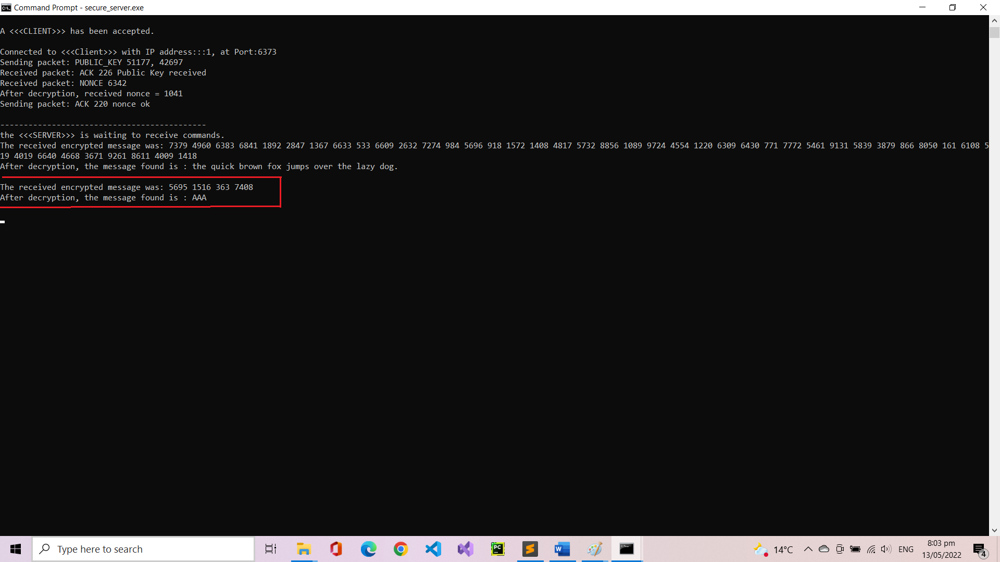 Command Prompt - secure_server.exe
A <<<CLIENT>>> has been accepted.
Connected to <<<Client>>> with IP address:::1, at Port:6373
Sending packet: PUBLIC_KEY 51177, 42697
Received packet: ACK 226 Public Key received
Received packet: NONCE 6342
After decryption, received nonce = 1041
Sending packet: ACK 220 nonce ok
--------------------------------------------
the <<<SERVER>>> is waiting to receive commands.
The received encrypted message was: 7379 4960 6383 6841 1892 2847 1367 6633 533 6609 2632 7274 984 5696 918 1572 1408 4817 5732 8856 1089 9724 4554 1220 6309 6430 771 7772 5461 9131 5839 3879 866 8050 161 6108 5
19 4019 6640 4668 3671 9261 8611 4009 1418
After decryption, the message found is : the quick brown fox jumps over the lazy dog.
The received encrypted message was: 5695 1516 363 7408
After decryption, the message found is : AAA
Type here to search
PC
14°C
ENG
8:03 pm
13/05/2022
4